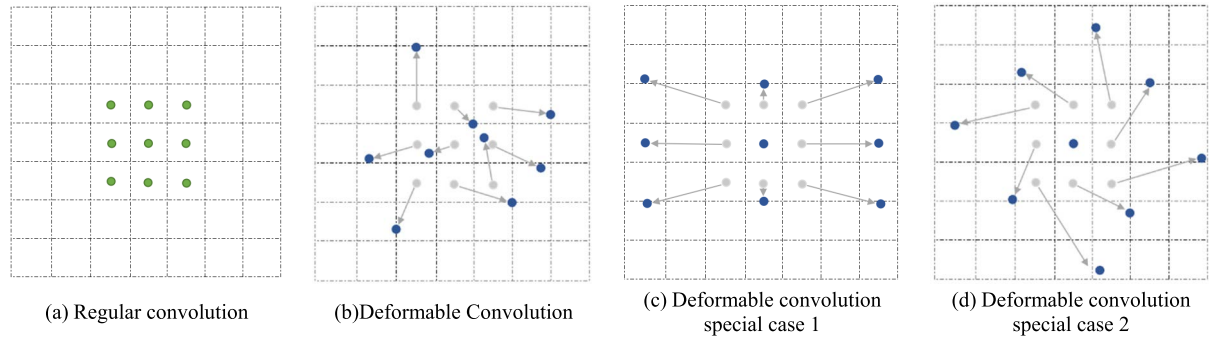 (a) Regular convolution
(b)Deformable Convolution
(c) Deformable convolution
special case 1
(d) Deformable convolution
special case 2